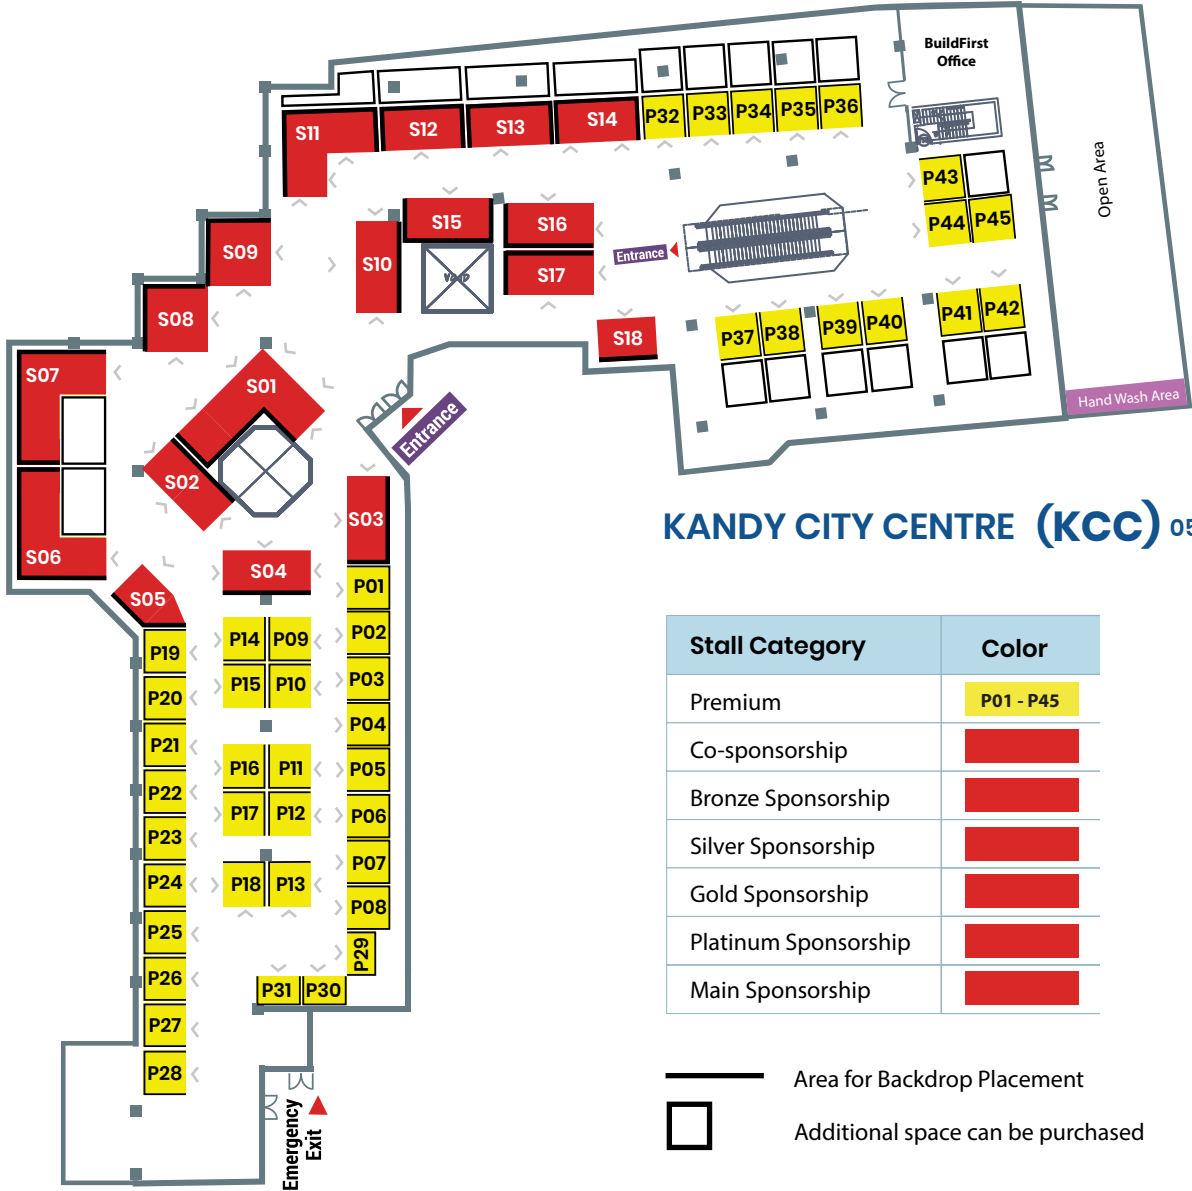 BuildFirst
Office
S11
S12
S13
S14
P32
P33
P34
P35
P36
Open Area
P43
P44
P45
S09
S10
S15
S16
S17
Entrance
S08
S18
P37
P38
P39
P40
P41
P42
Hand Wash Area
S07
S01
Entrance
S02
S03
S06
S04
S05
KANDY CITY CENTRE (KCC) 05
P01
P02
P03
P04
P05
P06
P07
P08
P29
P14
P09
P15
P10
P16
P11
P17
P12
P18
P13
P31
P30
P19
P20
P21
P22
P23
P24
P25
P26
P27
P28
Emergency
Exit
Stall Category Color
Premium P01 - P45
Co-sponsorship
Bronze Sponsorship
Silver Sponsorship
Gold Sponsorship
Platinum Sponsorship
Main Sponsorship
Area for Backdrop Placement
Additional space can be purchased